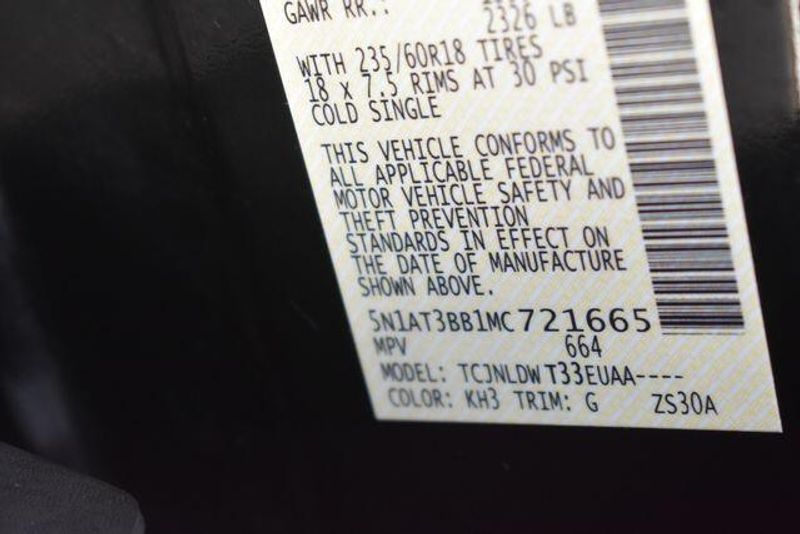 GAWR RR.:
2326 LB
WITH 235/60R18 TIRES
18 x 7.5 RIMS AT 30 PSI
COLD SINGLE
THIS VEHICLE CONFORMS TO
ALL APPLICABLE FEDERAL
MOTOR VEHICLE SAFETY AND
THEFT PREVENTION
STANDARDS IN EFFECT ON
THE DATE OF MANUFACTURE
SHOWN ABOVE.
5N1AT3BB1MC721665
MPV 664
MODEL: TCJNLDW T33EUAA----
COLOR: KH3 TRIM: G ZS30A